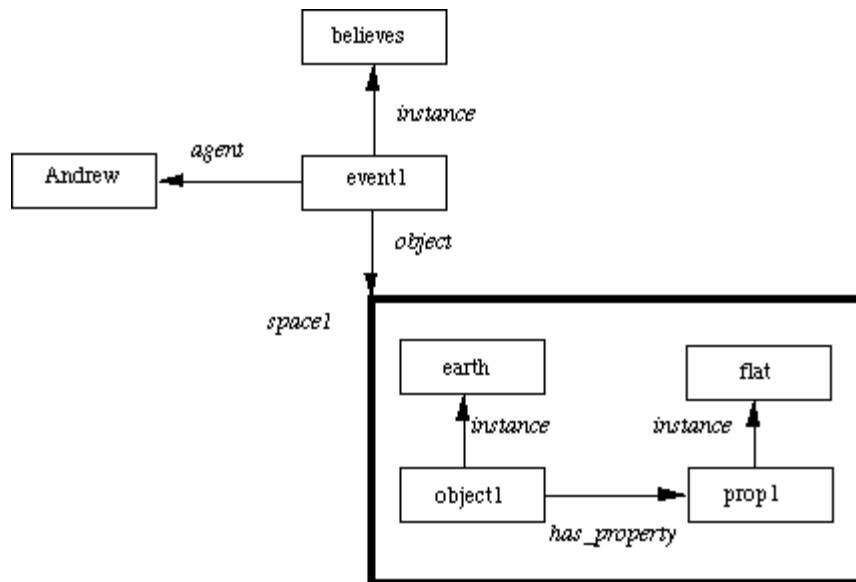 believes
instance
agent
Andrew
event1
object
space1
earth
flat
instance
instance
object1
prop1
has_property